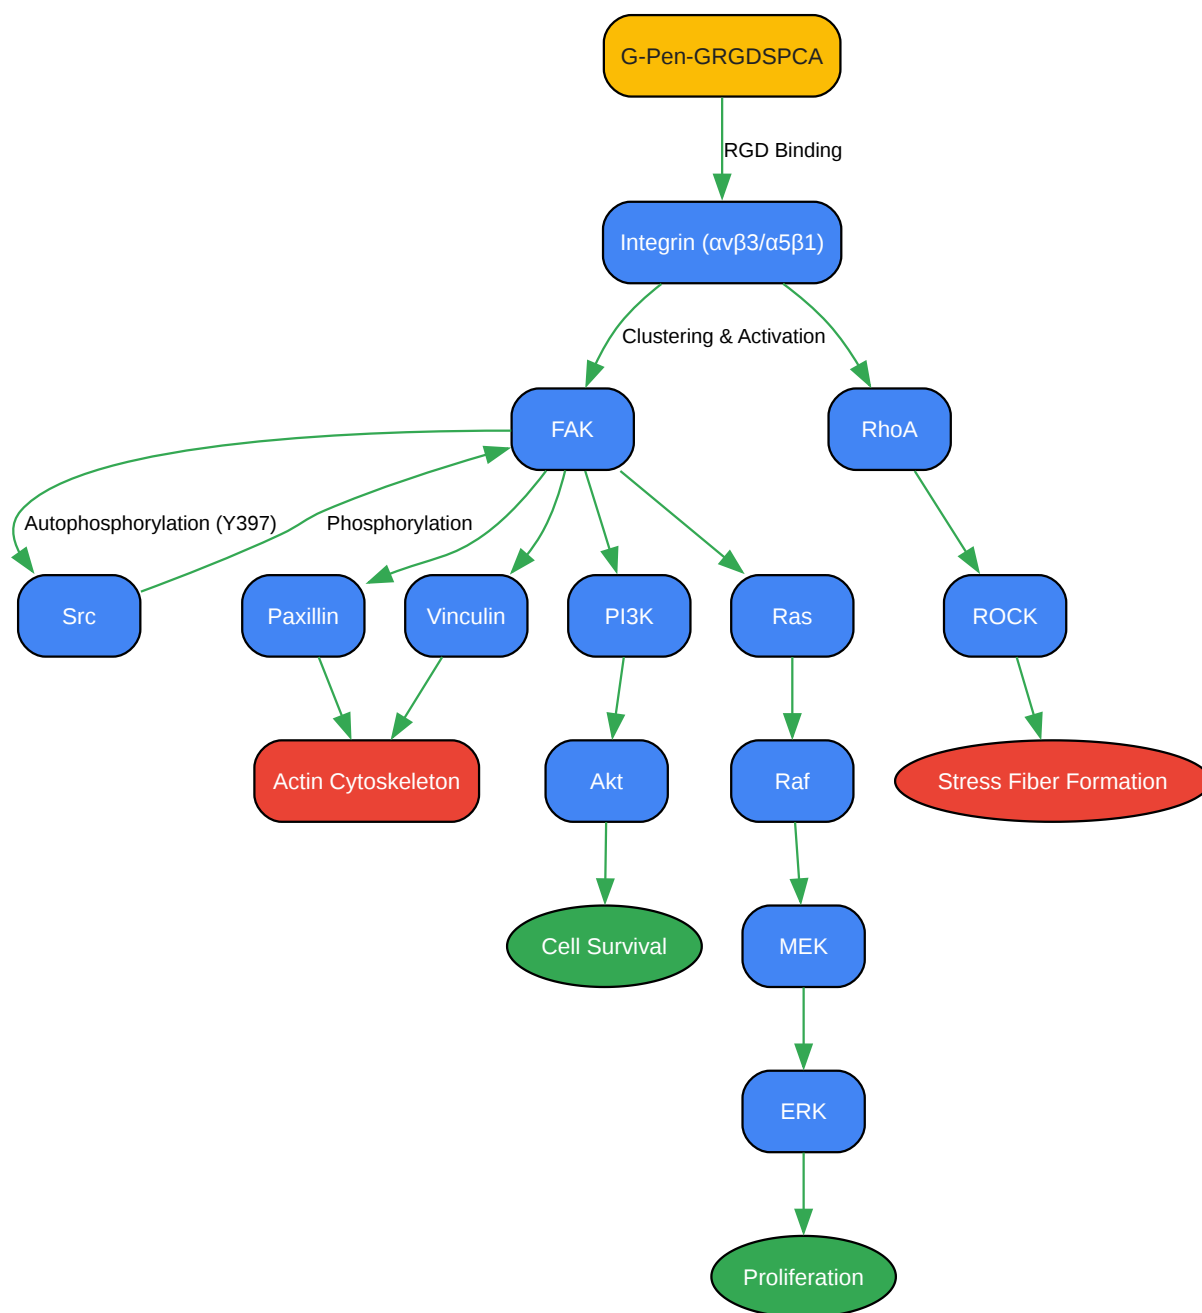 G-Pen-GRGDSPCA
RGD Binding
Integrin (αvβ3/α5β1)
Clustering & Activation
FAK
RhoA
Autophosphorylation (Y397)
Phosphorylation
Src
Paxillin
Vinculin
PI3K
Ras
ROCK
Actin Cytoskeleton
Akt
Raf
Stress Fiber Formation
Cell Survival
MEK
ERK
Proliferation